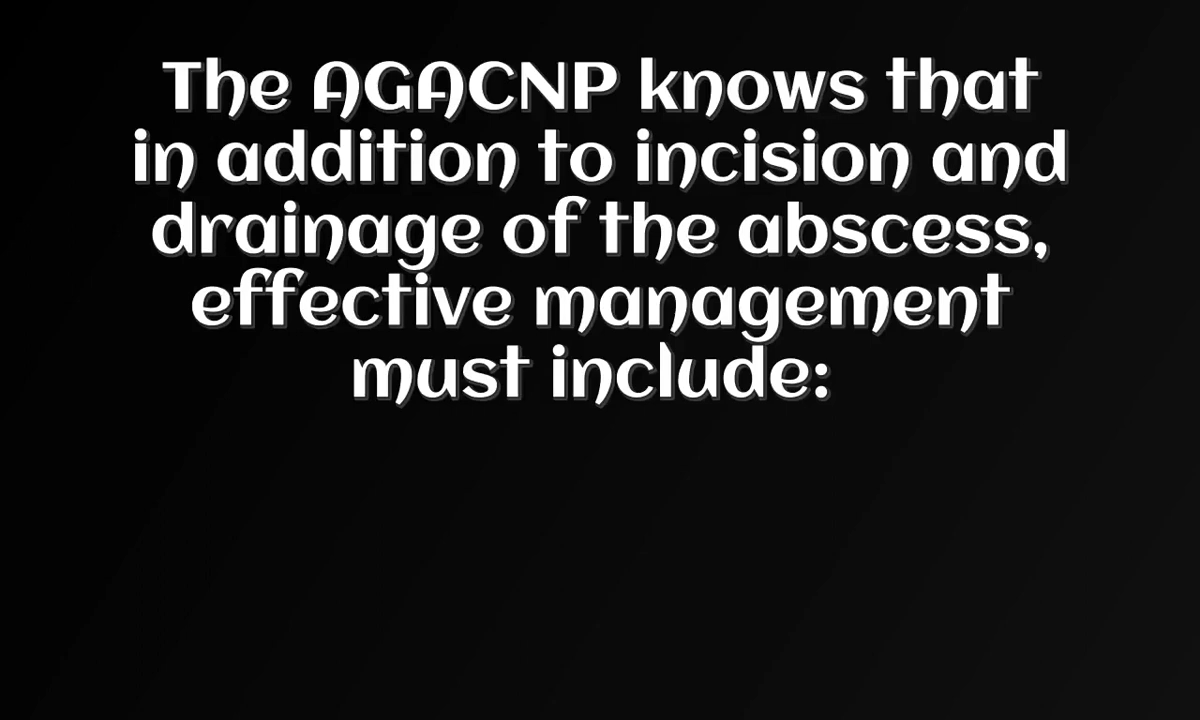 The AGACNP knows that
in addition to incision and
drainage of the abscess,
effective management
must include: